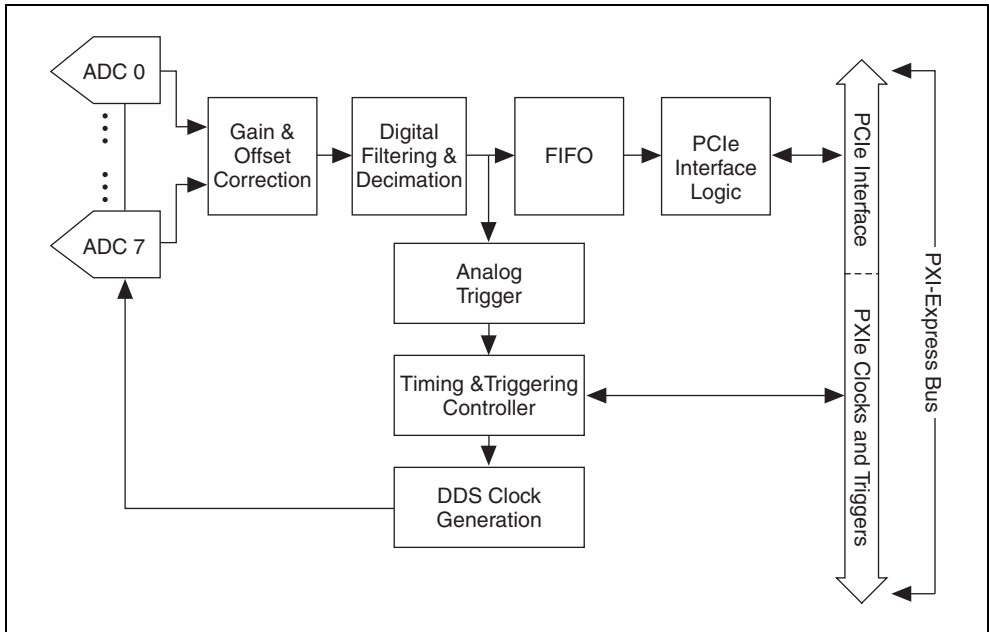 ADC 0
ADC 7
Gain &
Offset
Correction
Digital
Filtering &
Decimation
FIFO
PCIe
Interface
Logic
Analog
Trigger
Timing &Triggering
Controller
DDS Clock
Generation
PCIe Interface
PXIe Clocks and Triggers
PXI-Express Bus